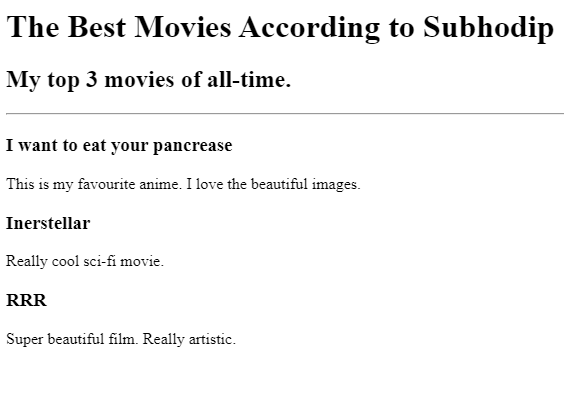 The Best Movies According to Subhodip
My top 3 movies of all-time.
I want to eat your pancrease
This is my favourite anime. I love the beautiful images.
Inerstellar
Really cool sci-fi movie.
RRR
Super beautiful film. Really artistic.